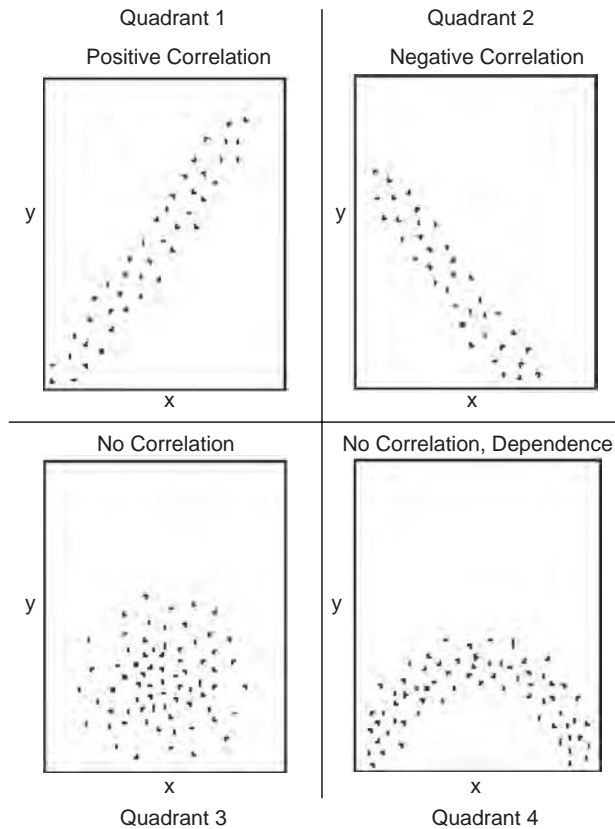 Quadrant 1
Quadrant 2
Positive Correlation
Negative Correlation
y
y
x
x
No Correlation
No Correlation, Dependence
y
y
x
x
Quadrant 3
Quadrant 4